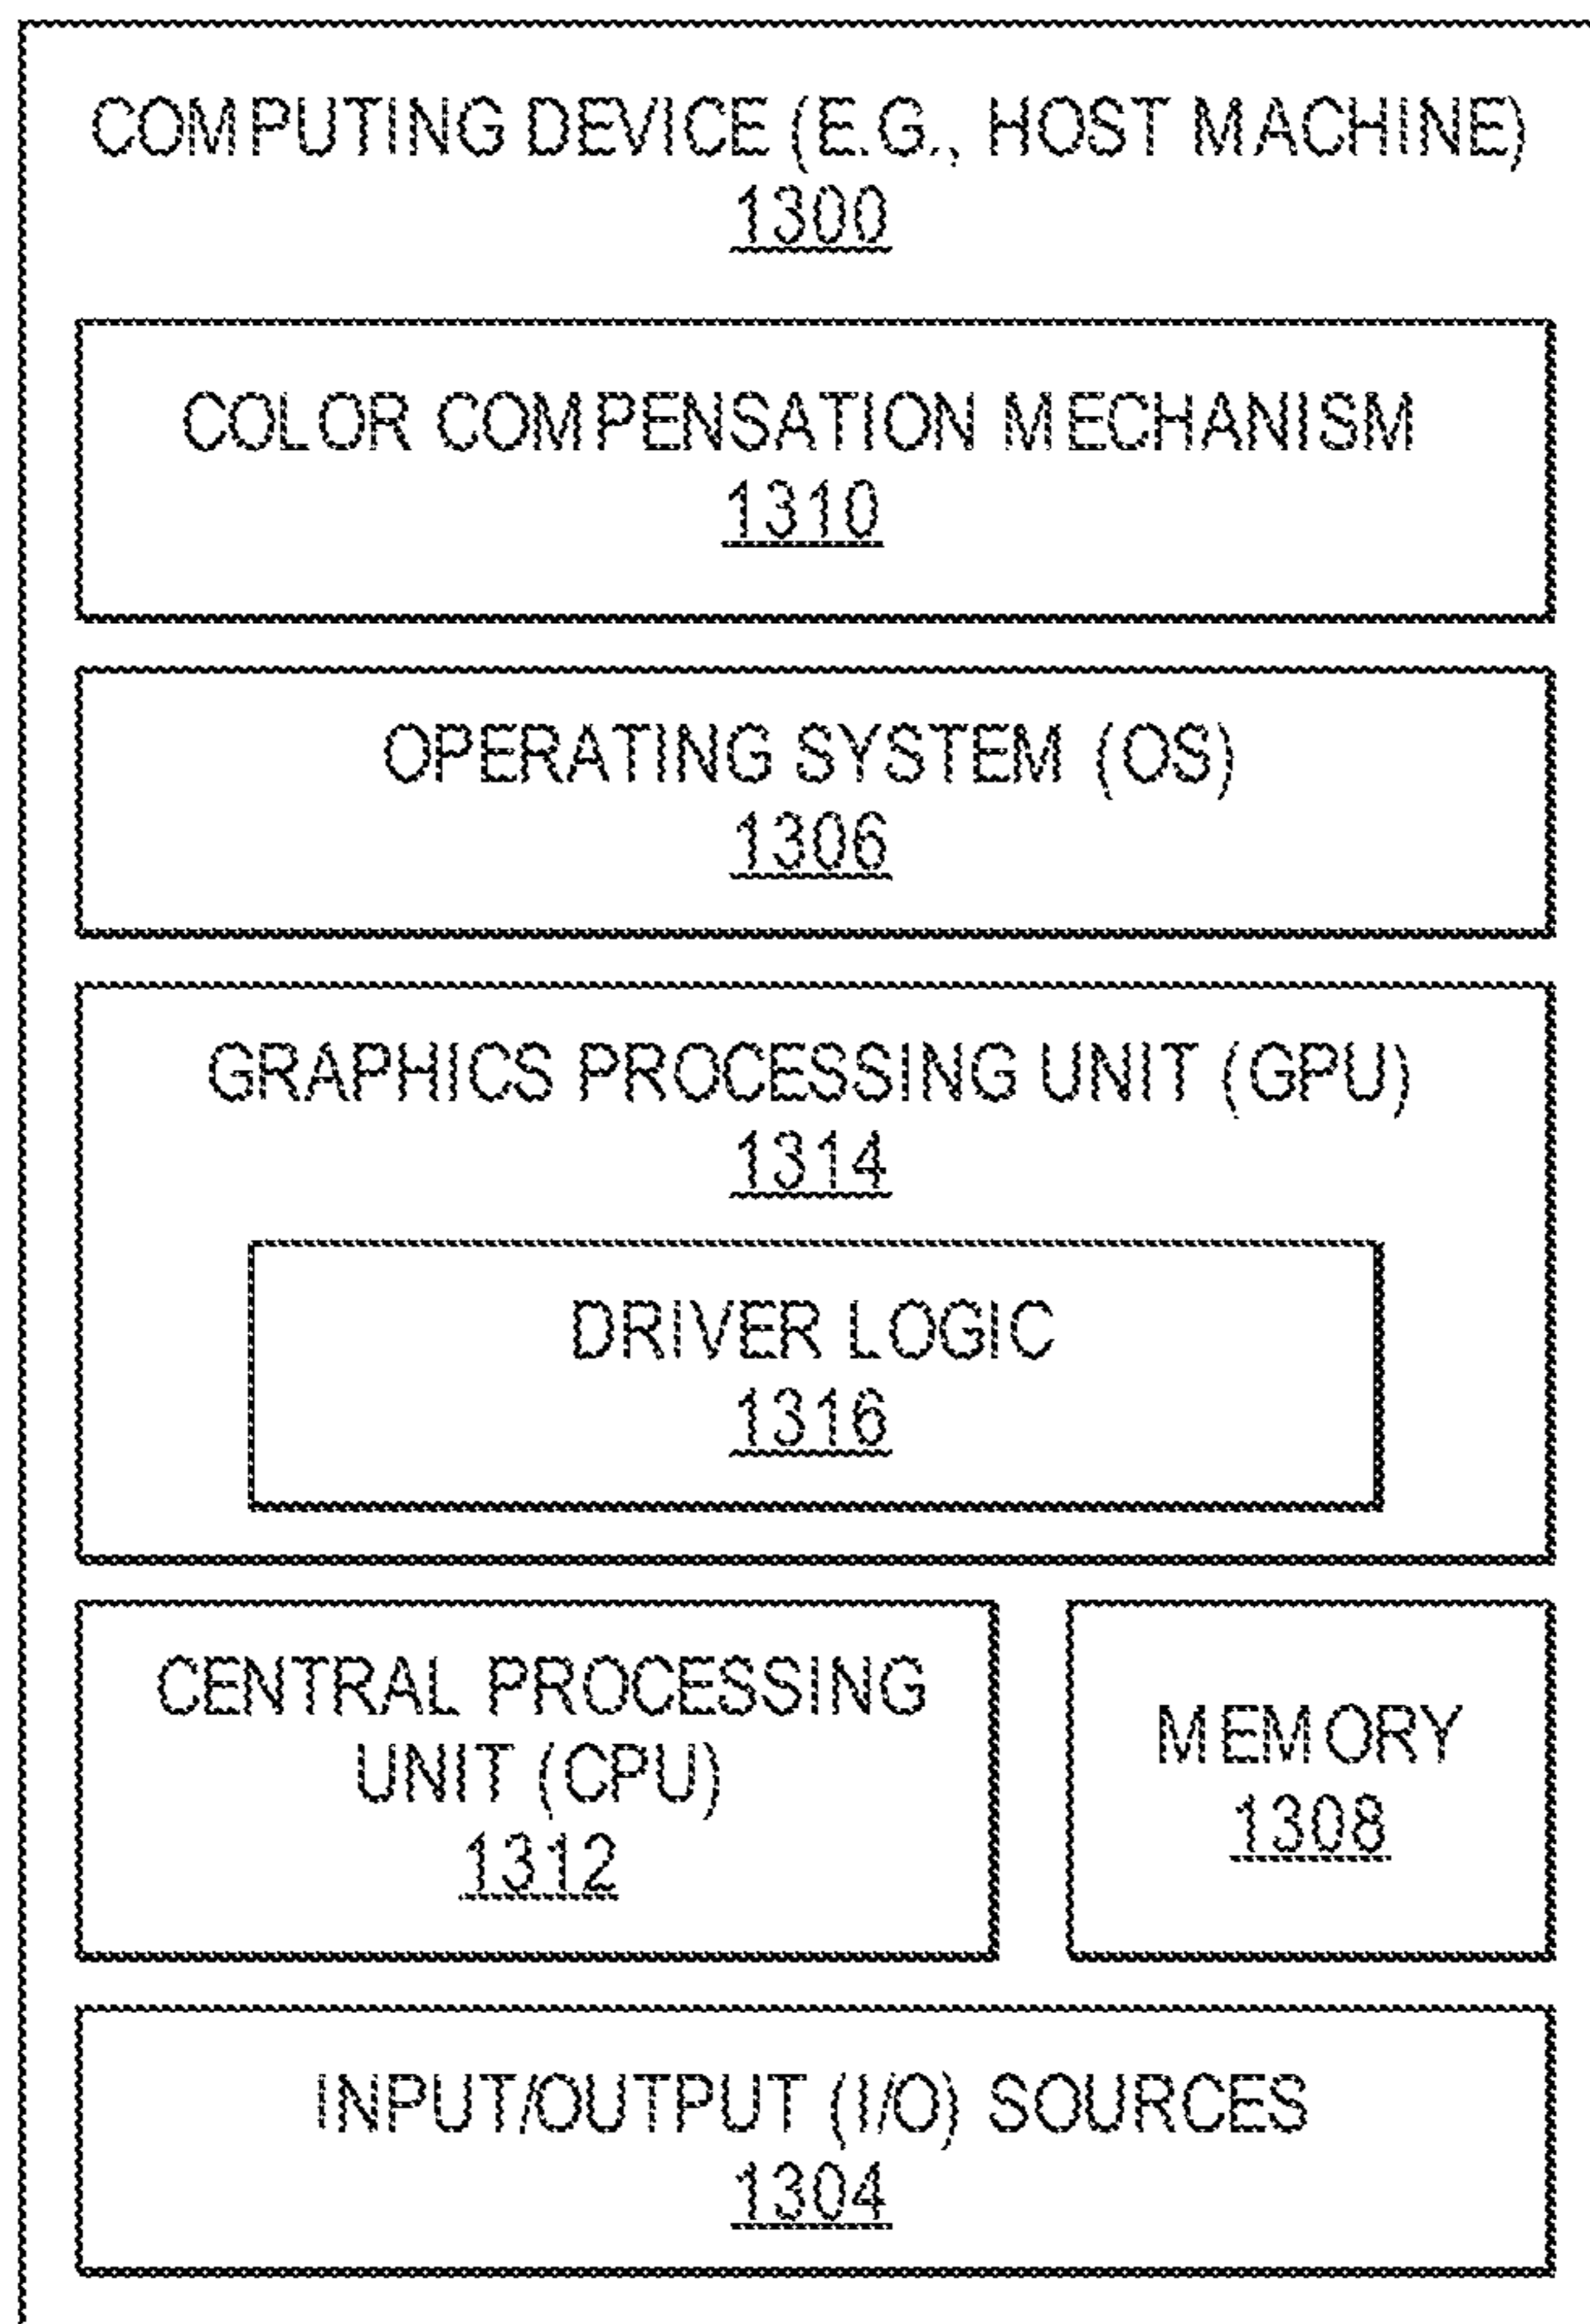 COMPUTING DEVICE (E.G., HOST MACHINE)
1300
COLOR COMPENSATION MECHANISM
1310
OPERATING SYSTEM (OS)
1306
GRAPHICS PROCESSING UNIT (GPU)
1314
DRIVER LOGIC
1316
CENTRAL PROCESSING
UNIT (CPU)
1312
MEMORY
1308
INPUT/OUTPUT (I/O) SOURCES
1304